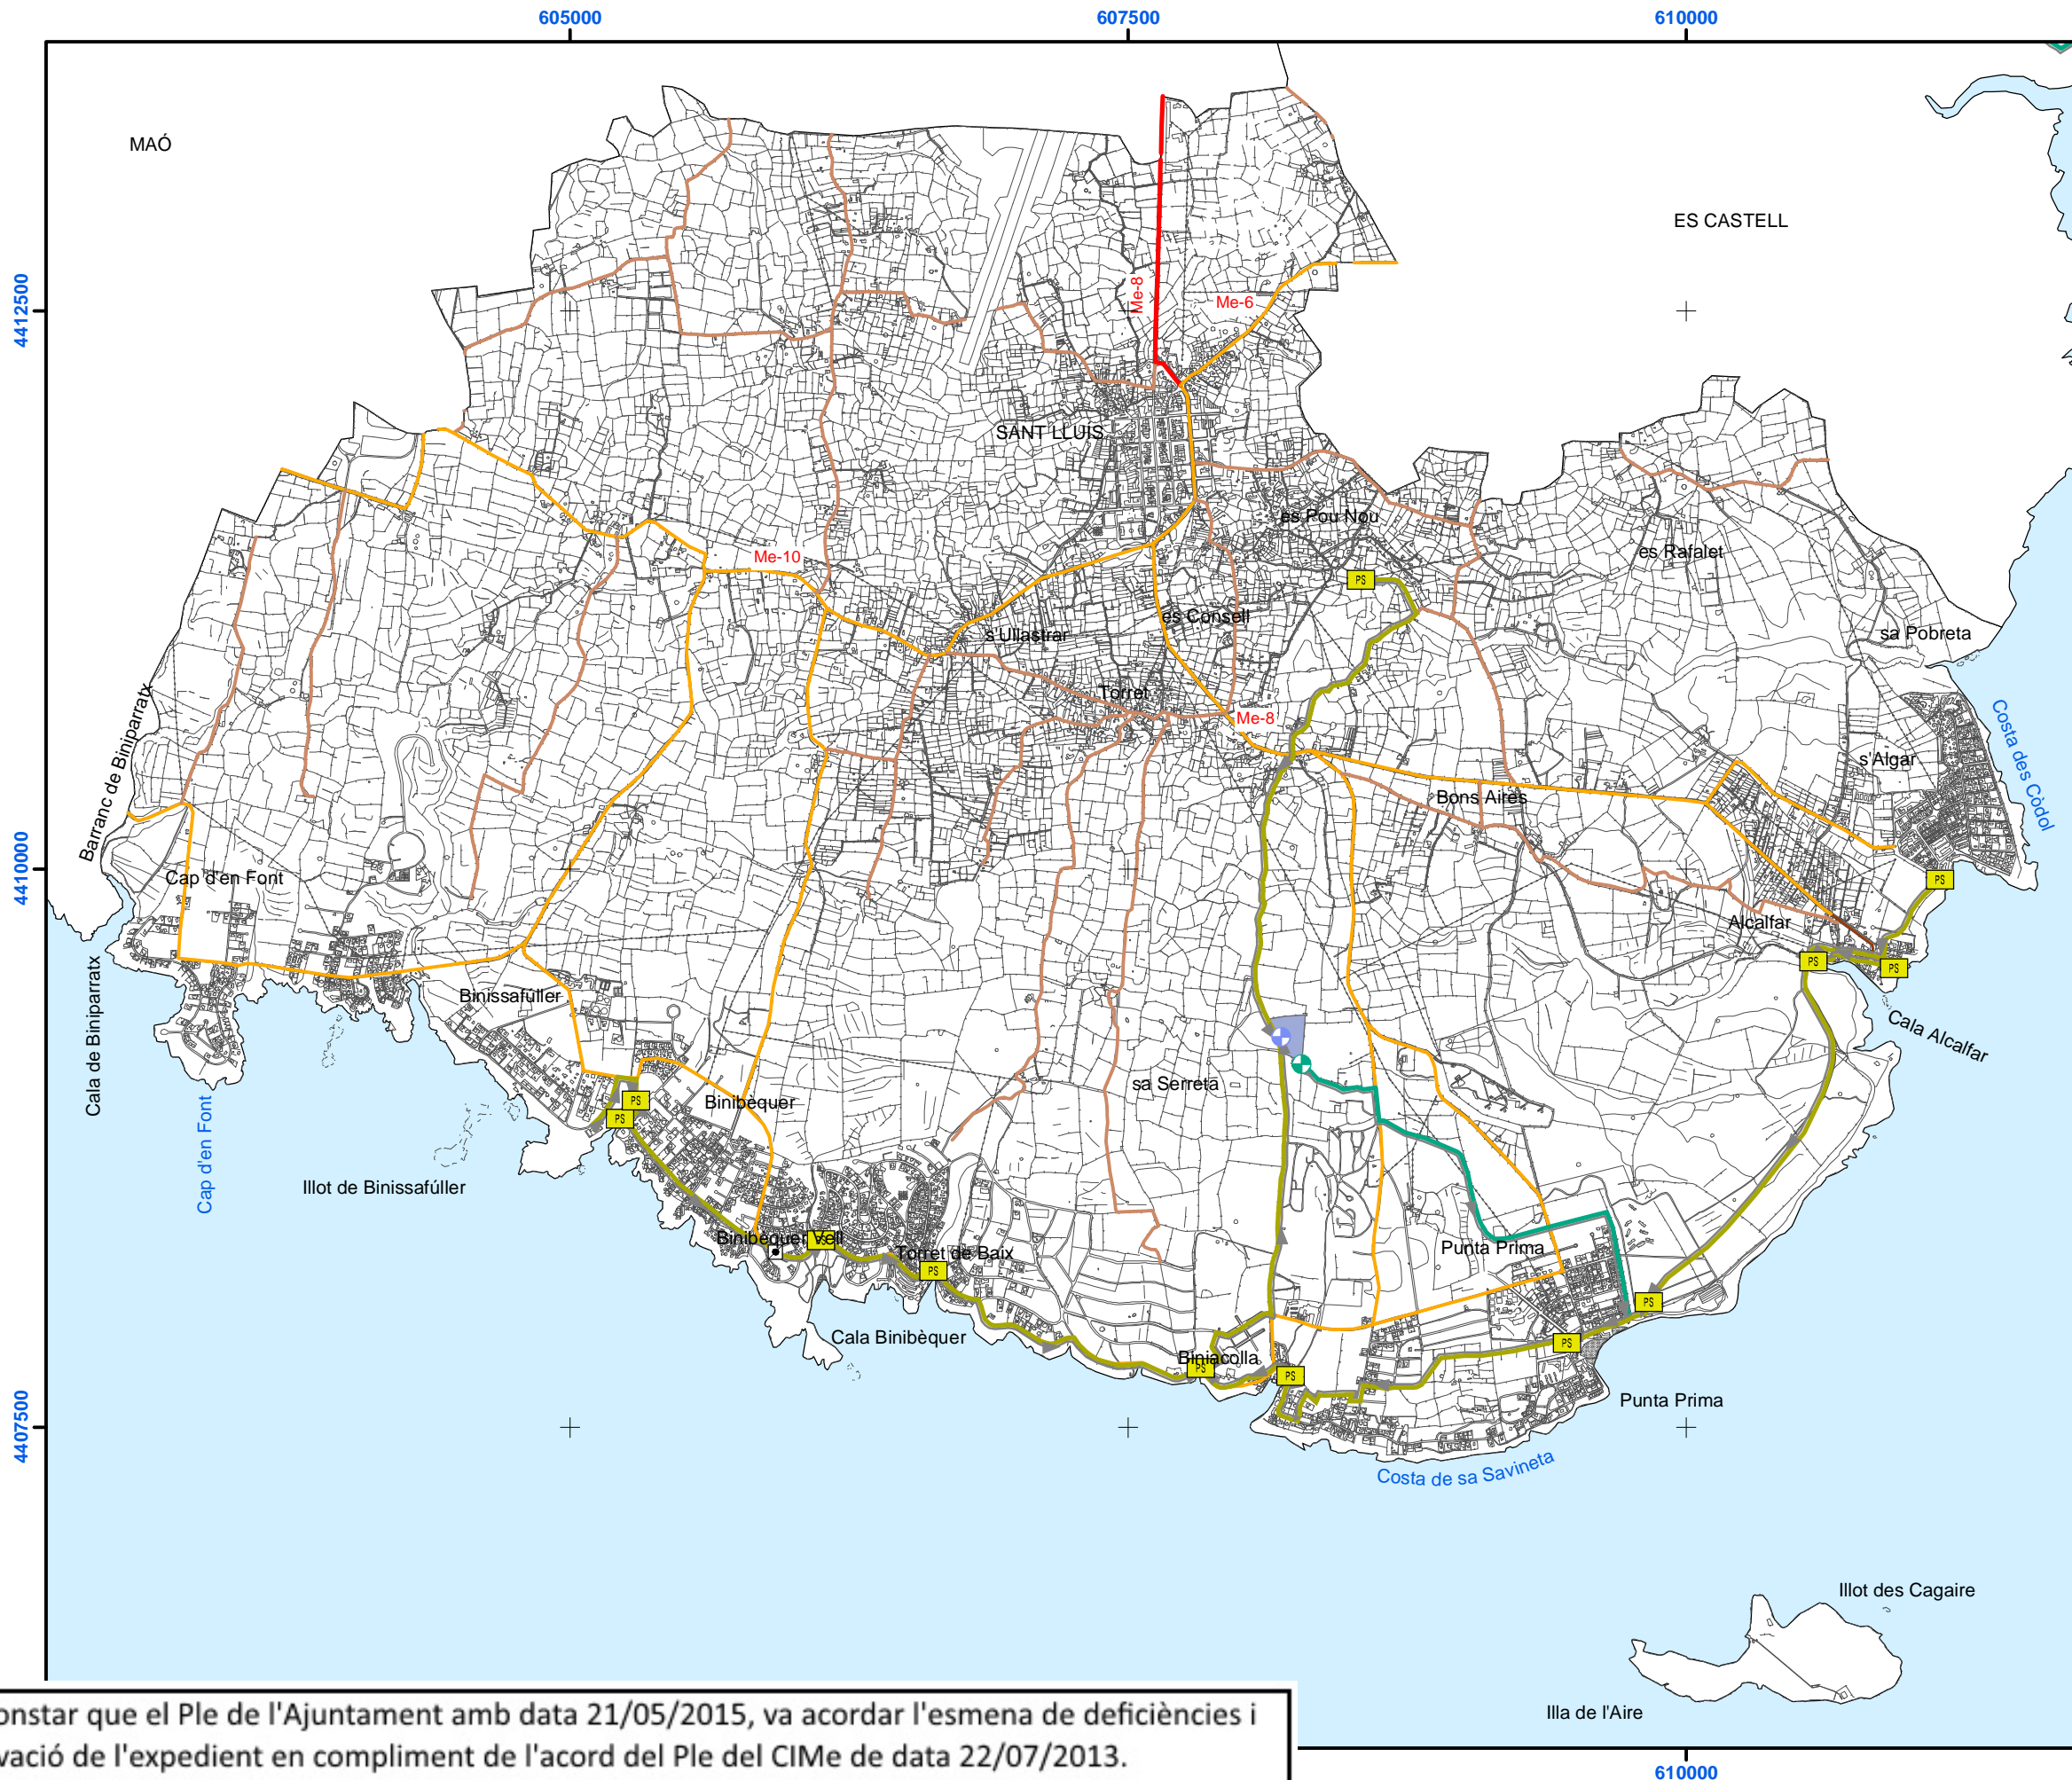 605000 607500 610000
MAÓ
ES CASTELL
4412500
Me-8
Me-6
SANT LLUIS
es Pou Nou
es Rafalet
Me-10
es Consell
s'Ullastrar
sa Pobreta
PS
Torret
Me-8
Costa des Còdol
s'Algar
Barranc de Biniparratx
Bons Aires
4410000
Cap d'en Font
PS
Alcalfar
PS
PS
Binissafúller
Cala de Biniparratx
Cala Alcalfar
sa Serreta
Binibèquer
PS
PS
Cap d'en Font
Illot de Binissafúller
Binibèquer Vell
PS
Torret de Baix
Punta Prima
PS
PS
Cala Binibèquer
PS
Biniacolla
PS
PS
Punta Prima
4407500
Costa de sa Savineta
Illot des Cagaire
Illa de l'Aire
onstar que el Ple de l'Ajuntament amb data 21/05/2015, va acordar l'esmena de deficiències i
vació de l'expedient en compliment de l'acord del Ple del CIMe de data 22/07/2013.
610000